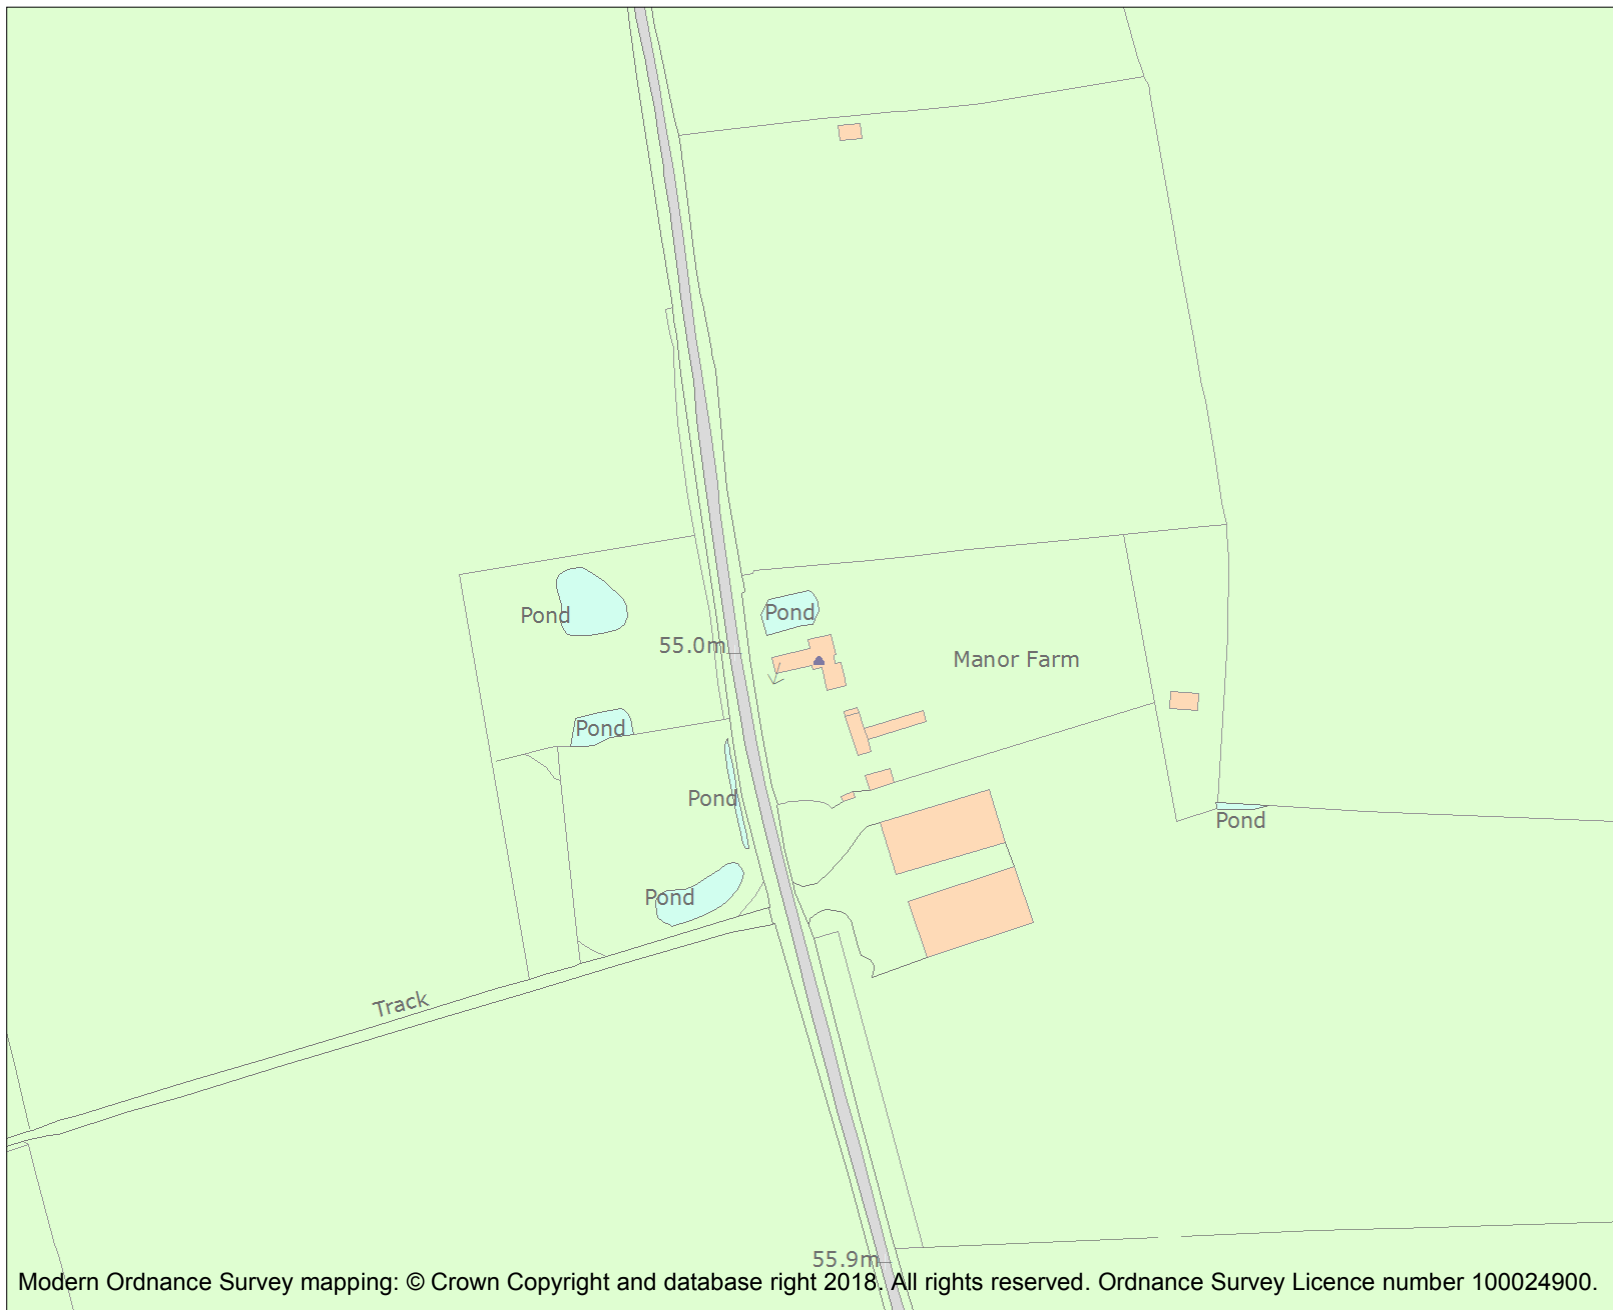 Pond
Pond
55.0m
Manor Farm
Pond
Pond
Pond
Pond
Track
55.9m
Modern Ordnance Survey mapping: © Crown Copyright and database right 2018. All rights reserved. Ordnance Survey Licence number 100024900.